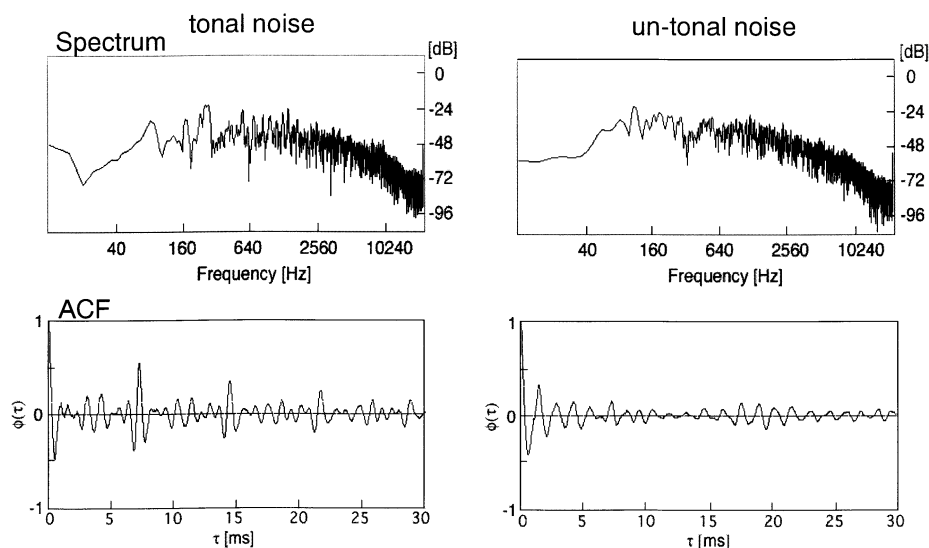 tonal noise
un-tonal noise
Spectrum
[dB]
[dB]
0
-24
-48
-72
-96
0
-24
-48
-72
-96
40 160 640 2560 10240
40 160 640 2560 10240
Frequency [Hz]
Frequency [Hz]
ACF
1
0
-1
ϕ(τ)
1
0
-1
ϕ(τ)
0 5 10 15 20 25 30
0 5 10 15 20 25 30
τ [ms]
τ [ms]